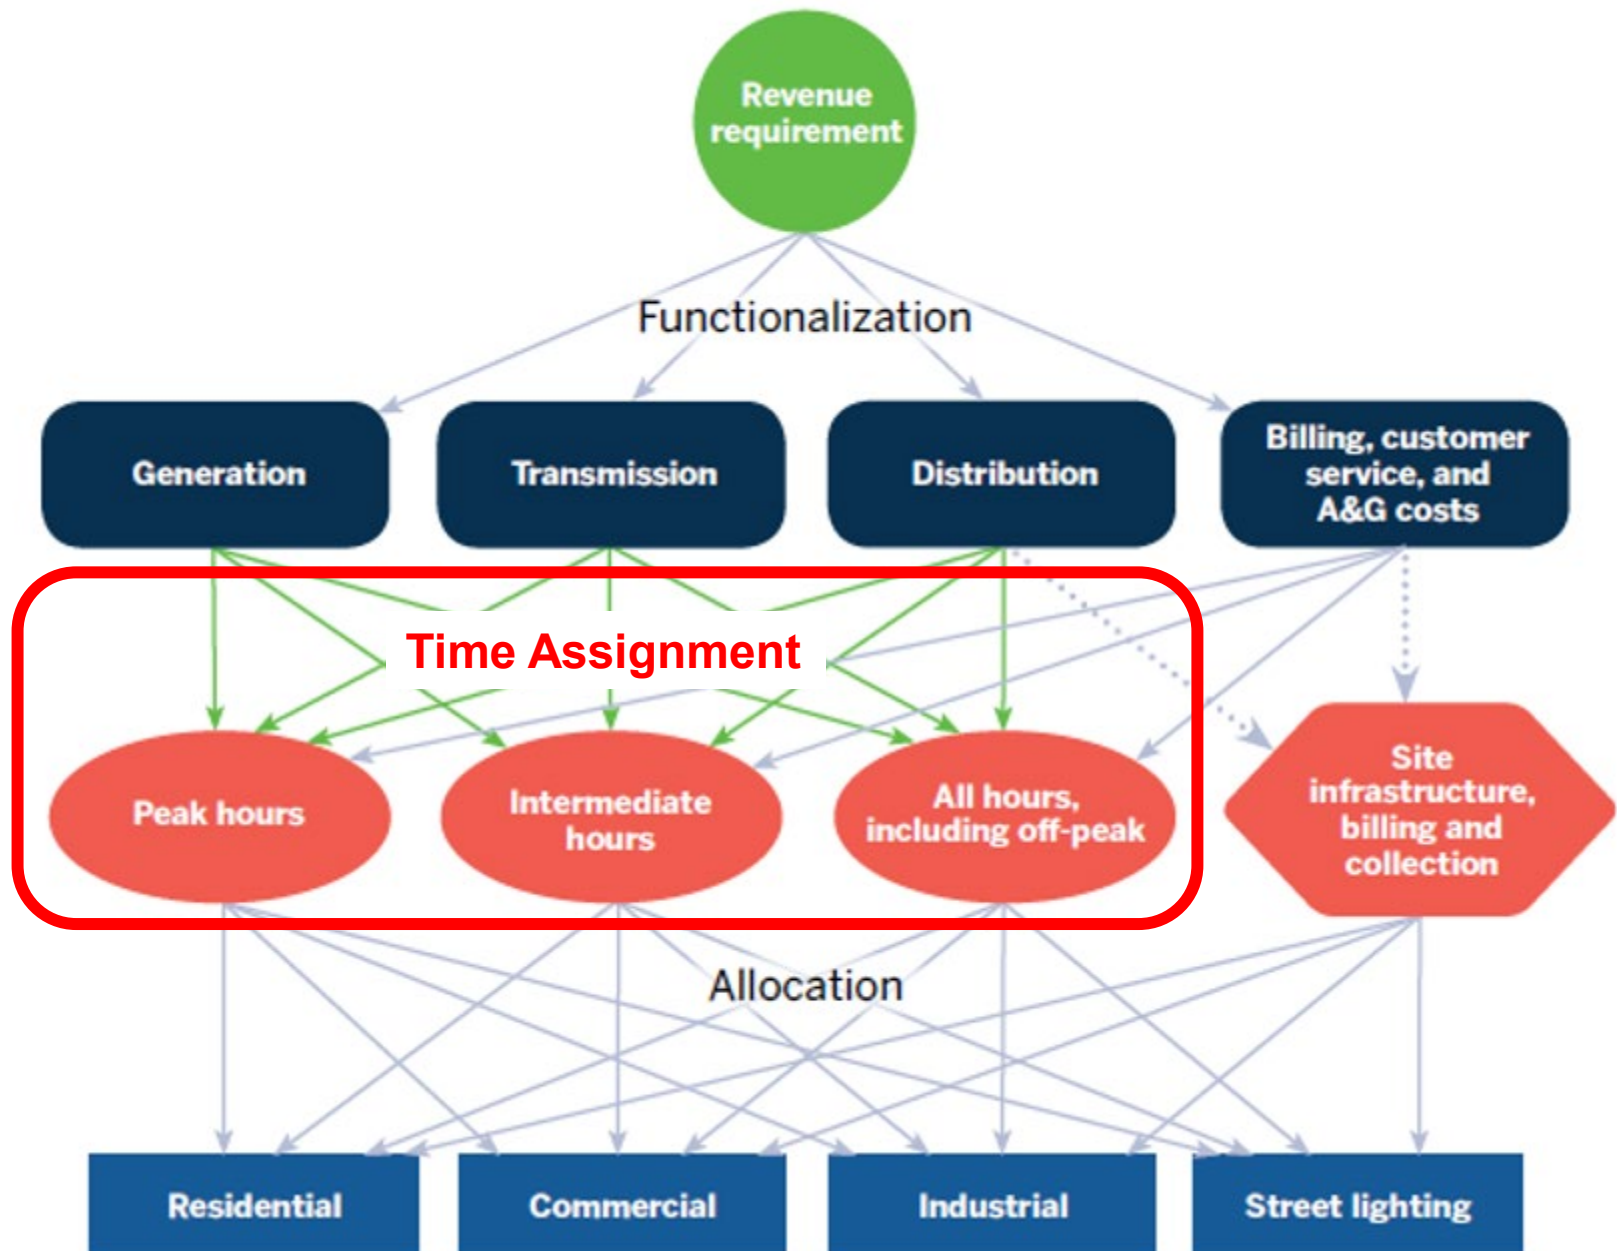 Revenue
requirement
Functionalization
Generation
Transmission
Distribution
Billing, customer
service, and
A&G costs
Time Assignment
Peak hours
Intermediate
hours
All hours,
including off-peak
Site
infrastructure,
billing and
collection
Allocation
Residential
Commercial
Industrial
Street lighting